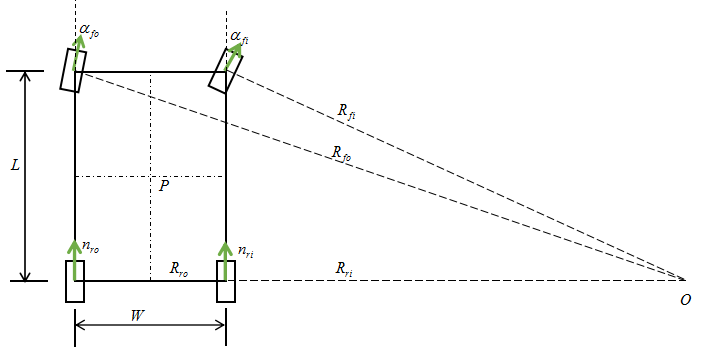 α_fo
α_fi
R_fi
R_fo
L
P
n_ro
n_ri
R_ro
R_ri
O
W